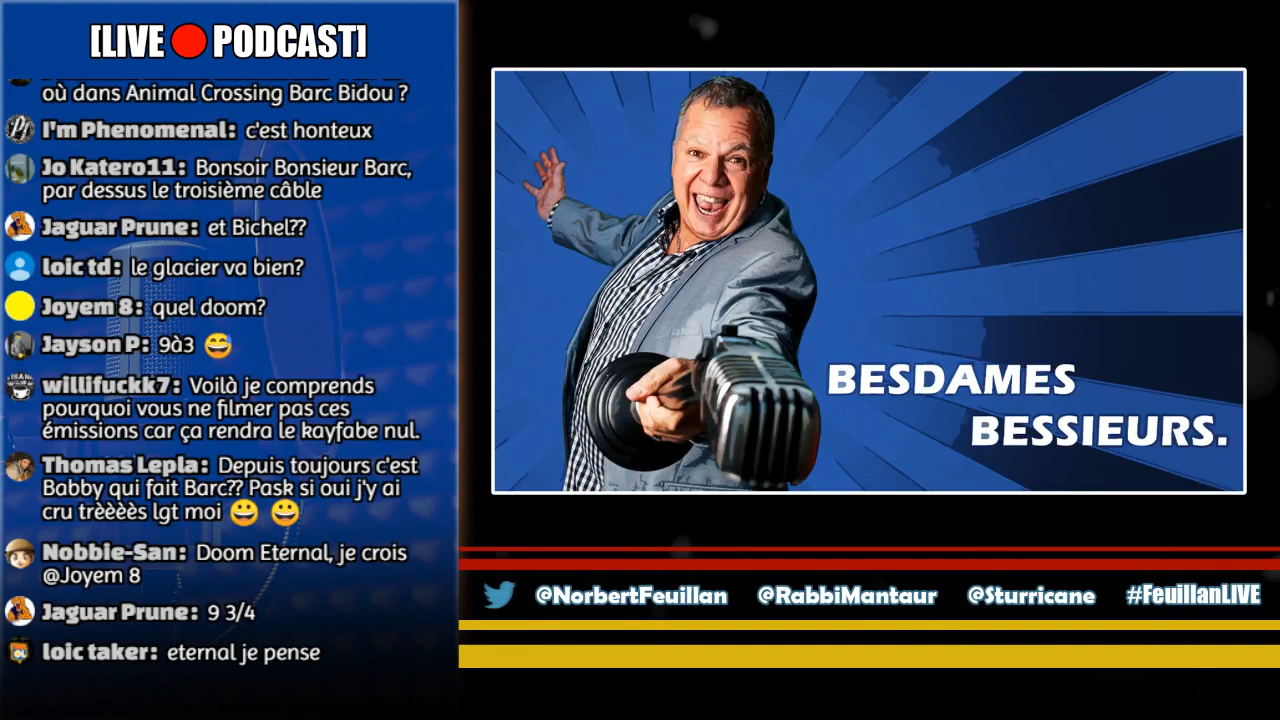 [LIVE PODCAST]
où dans Animal Crossing Barc Bidou ?
I'm Phenomenal: c'est honteux
Jo Katero11: Bonsoir Bonsieur Barc,
par dessus le troisième câble
Jaguar Prune: et Bichel??
loic td: le glacier va bien?
Joyem 8: quel doom?
Jayson P: 9à3 😅
willifuckk7: Voilà je comprends
pourquoi vous ne filmer pas ces
émissions car ça rendra le kayfabe nul.
Thomas Lepla: Depuis toujours c'est
Babby qui fait Barc?? Pask si oui j'y ai
cru trèèèès lgt moi 😀 😀
Nobbie-San: Doom Eternal, je crois
@Joyem 8
Jaguar Prune: 9 3/4
loic taker: eternal je pense
BESDAMES
BESSIEURS.
@NorbertFeuillan @RabbiMantaur @Sturricane #FeuillanLIVE